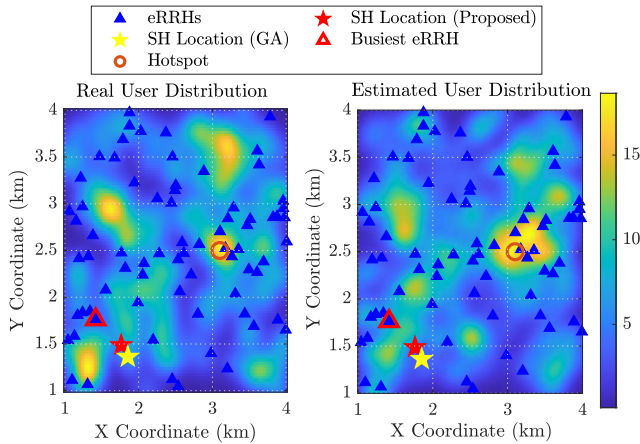 eRRHs
SH Location (Proposed)
SH Location (GA)
Busiest eRRH
Hotspot
Real User Distribution
Estimated User Distribution
Y Coordinate (km)
4
3.5
3
2.5
2
1.5
1
1 2 3 4
X Coordinate (km)
Y Coordinate (km)
4
3.5
3
2.5
2
1.5
1
1 2 3 4
X Coordinate (km)
15
10
5
0